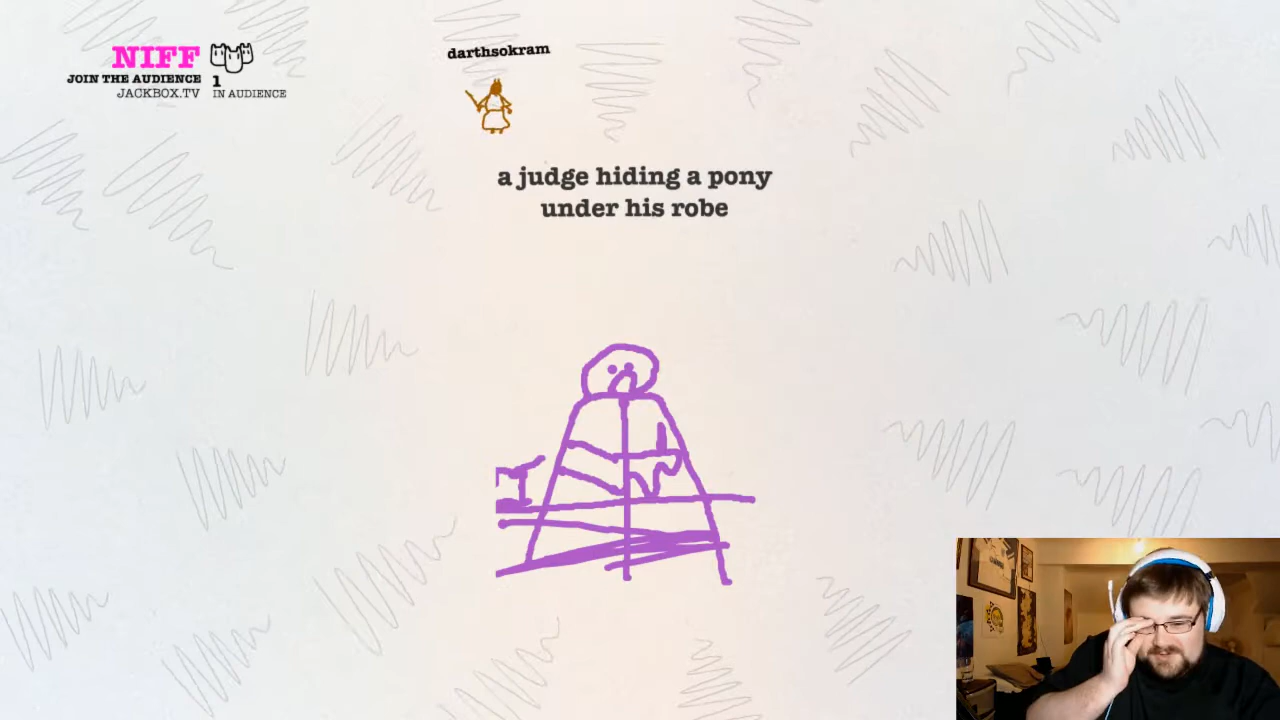 NIFF
JOIN THE AUDIENCE
JACKBOX.TV
1
IN AUDIENCE
darthsokram
a judge hiding a pony
under his robe